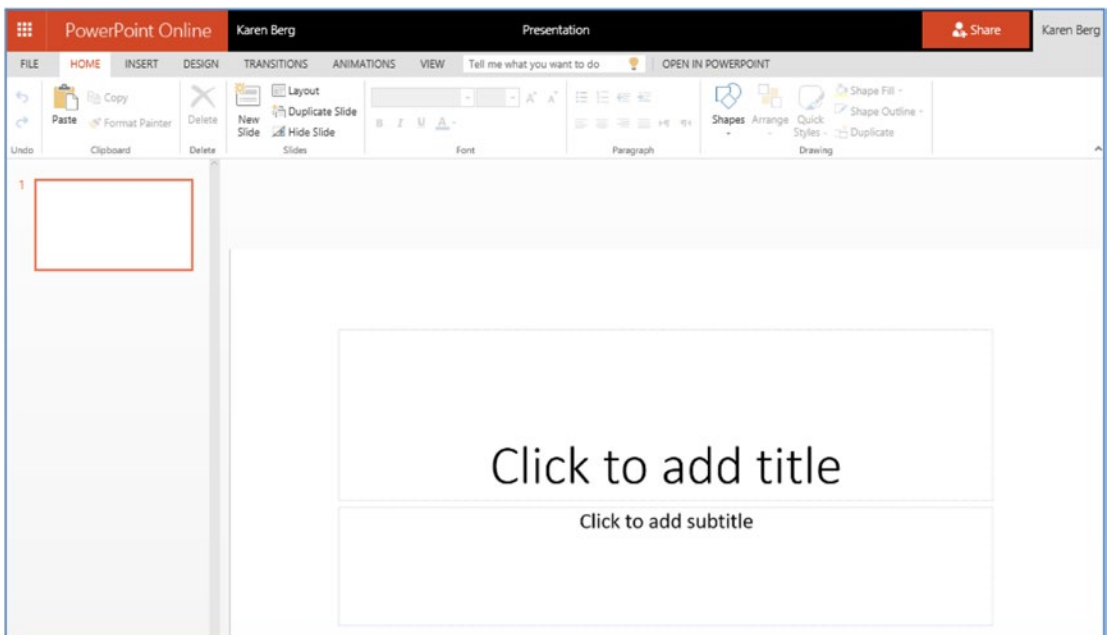 PowerPoint Online Karen Berg Presentation Share Karen Berg
FILE HOME INSERT DESIGN TRANSITIONS ANIMATIONS VIEW Tell me what you want to do OPEN IN POWERPOINT
Paste
Copy
Format Painter
Delete
New Slide
Layout
Duplicate Slide
Hide Slide
B I U A
Shapes
Arrange
Quick Styles
Shape Fill
Shape Outline
Duplicate
Undo Clipboard Delete Slides Font Paragraph Drawing
1
Click to add title
Click to add subtitle